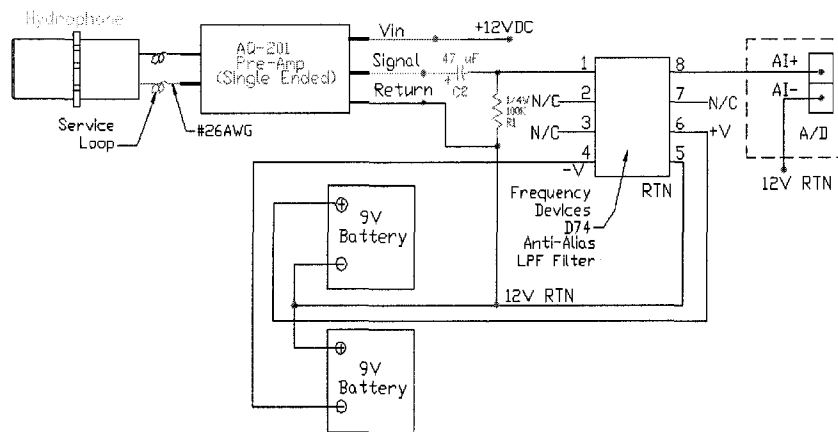 Hydrophone
AQ-201
Pre-Amp
(Single Ended)
Vin
+12VDC
Signal
47 uF
+
C2
Return
Service
Loop
#26AWG
1/4W
100K
R1
1
N/C
2
N/C
3
4
-V
8
7
N/C
6
+V
5
RTN
AI+
AI-
A/D
12V RTN
Frequency
Devices
D74
Anti-Alias
LPF Filter
+
9V
Battery
-
12V RTN
+
9V
Battery
-